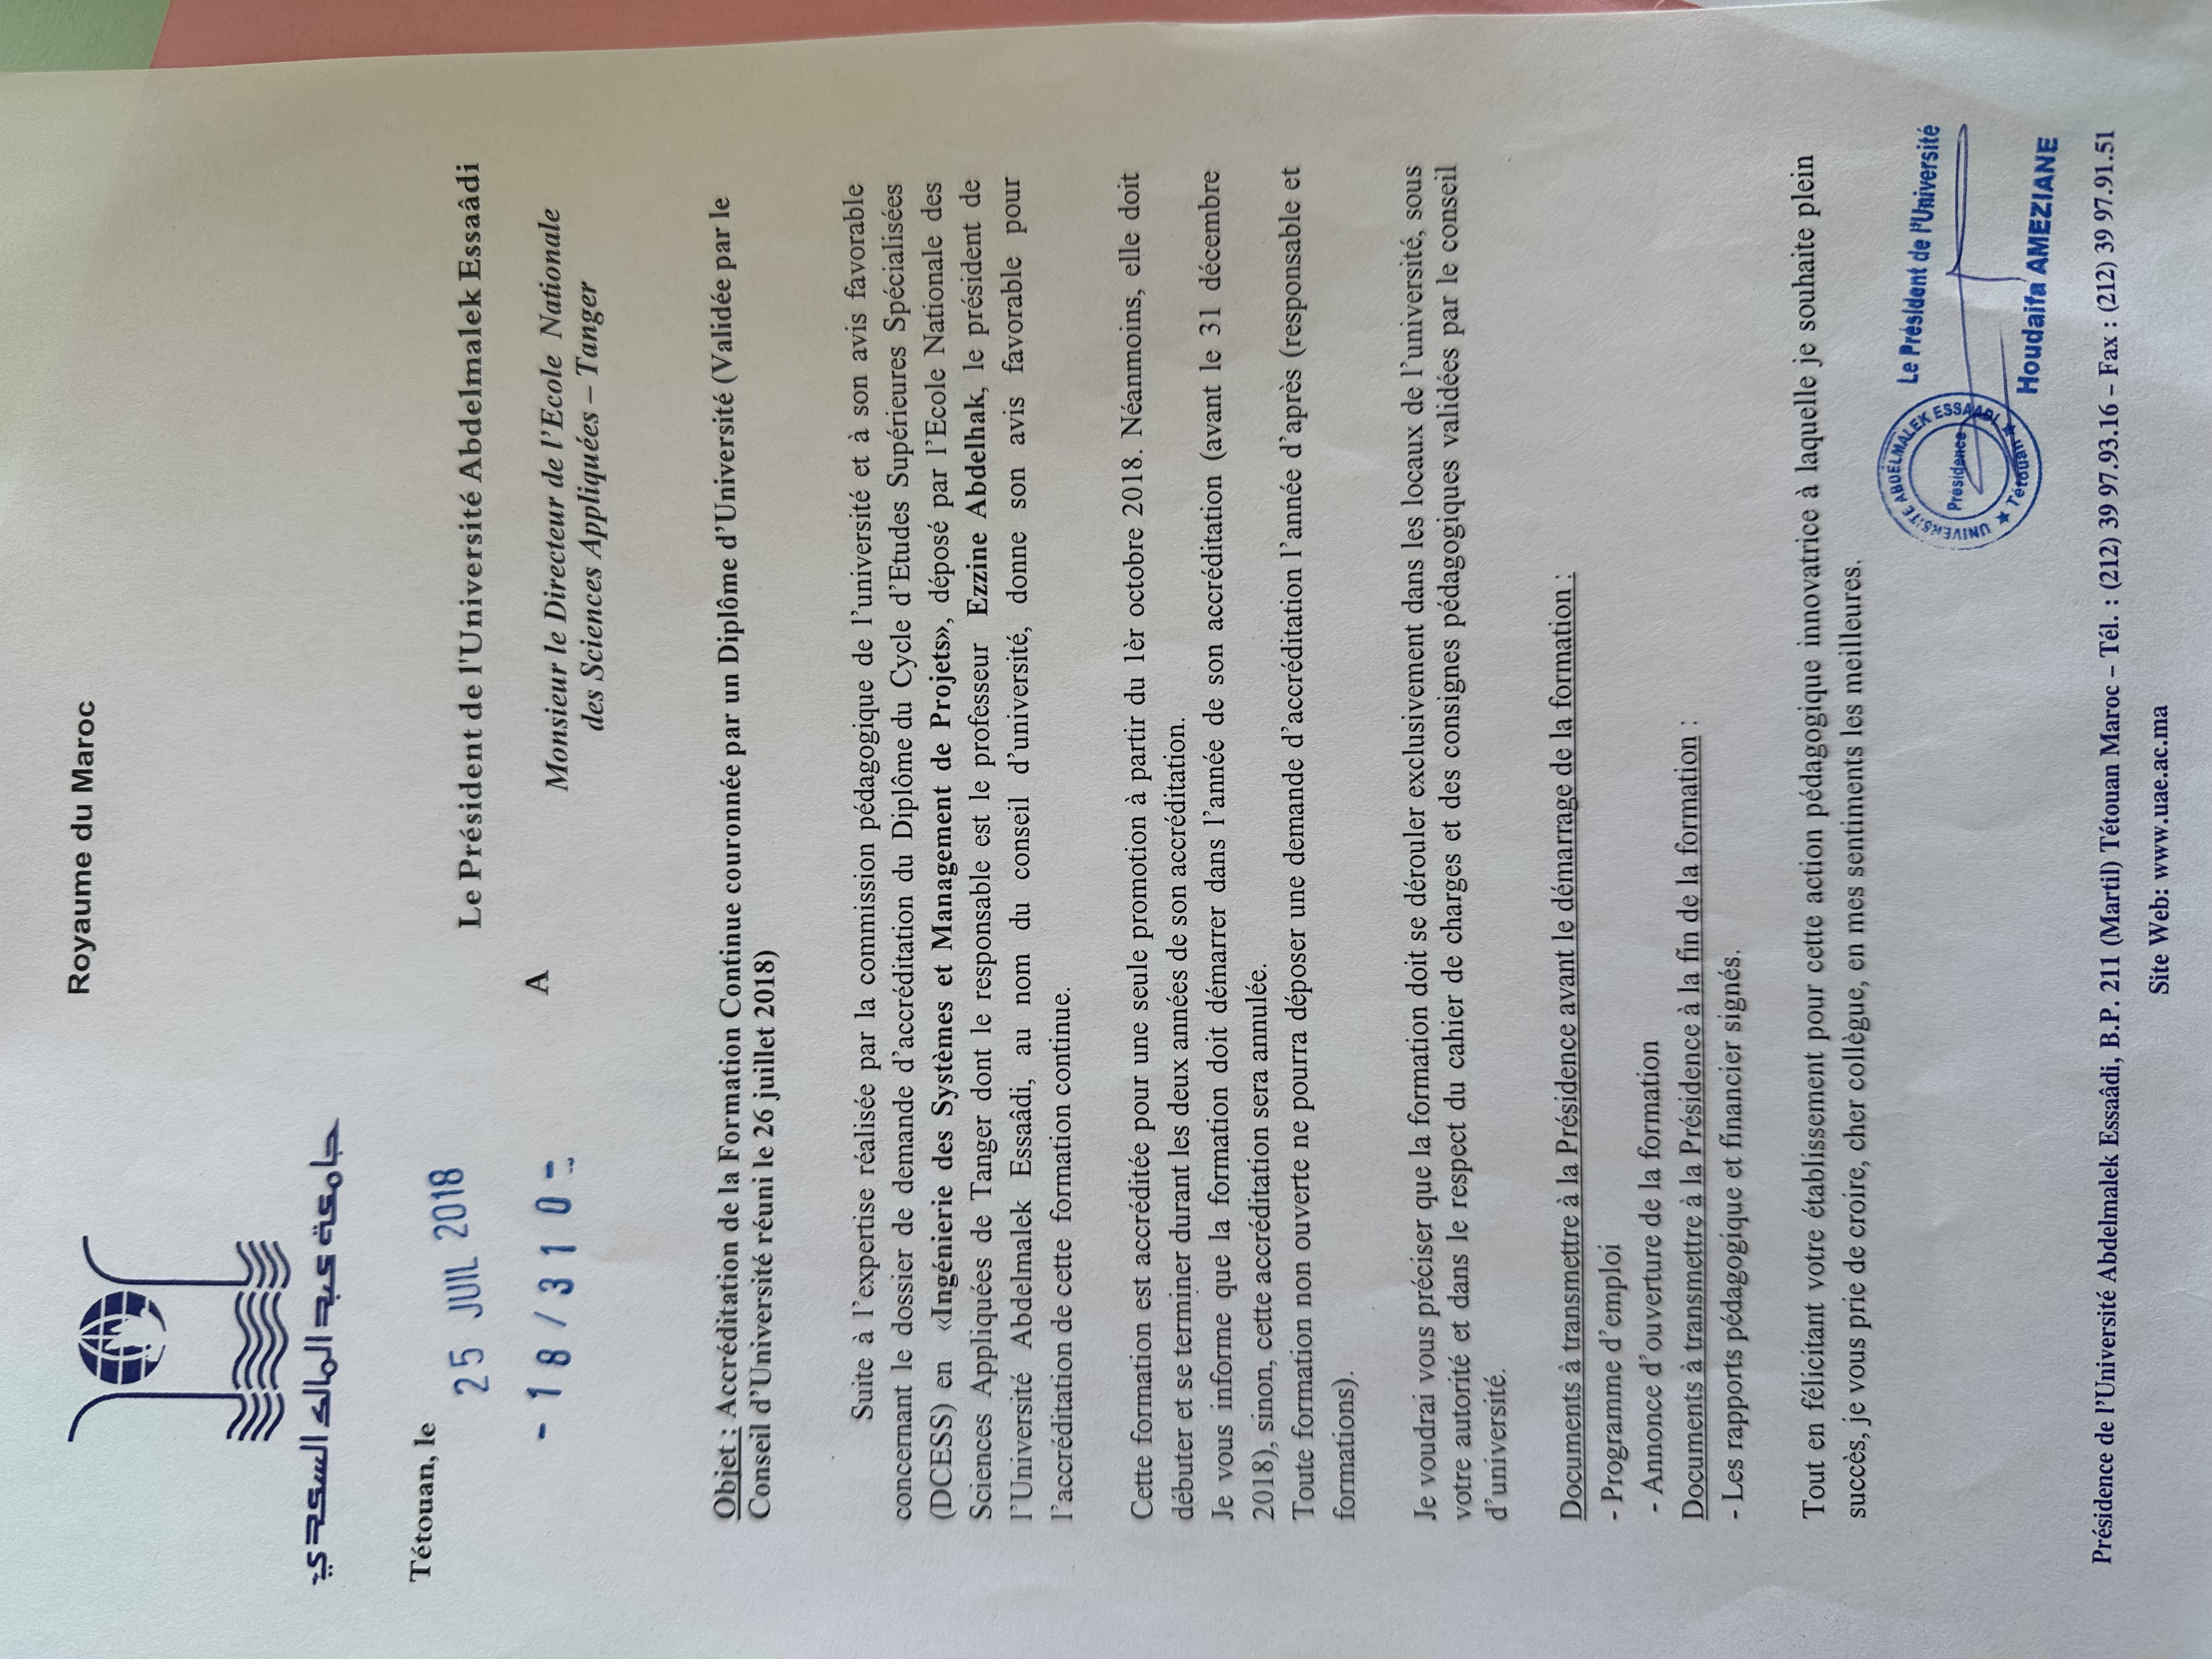 Royaume du Maroc
جامعة عبد المالك السعدي
Tétouan, le
25 JUIL 2018
Le Président de l'Université Abdelmalek Essaâdi
- 18/310 -
A
Monsieur le Directeur de l’Ecole Nationale
des Sciences Appliquées – Tanger
Objet : Accréditation de la Formation Continue couronnée par un Diplôme d’Université (Validée par le
Conseil d’Université réuni le 26 juillet 2018)
Suite à l’expertise réalisée par la commission pédagogique de l’université et à son avis favorable
concernant le dossier de demande d’accréditation du Diplôme du Cycle d’Etudes Supérieures Spécialisées
(DCESS) en «Ingénierie des Systèmes et Management de Projets», déposé par l’Ecole Nationale des
Sciences Appliquées de Tanger dont le responsable est le professeur Ezzine Abdelhak, le président de
l’Université Abdelmalek Essaâdi, au nom du conseil d’université, donne son avis favorable pour
l’accréditation de cette formation continue.
Cette formation est accréditée pour une seule promotion à partir du 1èr octobre 2018. Néanmoins, elle doit
débuter et se terminer durant les deux années de son accréditation.
Je vous informe que la formation doit démarrer dans l’année de son accréditation (avant le 31 décembre
2018), sinon, cette accréditation sera annulée.
Toute formation non ouverte ne pourra déposer une demande d’accréditation l’année d’après (responsable et
formations).
Je voudrai vous préciser que la formation doit se dérouler exclusivement dans les locaux de l’université, sous
votre autorité et dans le respect du cahier de charges et des consignes pédagogiques validées par le conseil
d’université.
Documents à transmettre à la Présidence avant le démarrage de la formation :
- Programme d’emploi
- Annonce d’ouverture de la formation
Documents à transmettre à la Présidence à la fin de la formation :
- Les rapports pédagogique et financier signés.
Tout en félicitant votre établissement pour cette action pédagogique innovatrice à laquelle je souhaite plein
succès, je vous prie de croire, cher collègue, en mes sentiments les meilleures.
UNIVERSITE ABDELMALEK ESSAADI
Présidence
Tétouan
Le Président de l'Université
Houdaifa AMEZIANE
Présidence de l’Université Abdelmalek Essaâdi, B.P. 211 (Martil) Tétouan Maroc – Tél. : (212) 39 97.93.16 – Fax : (212) 39 97.91.51
Site Web: www.uae.ac.ma